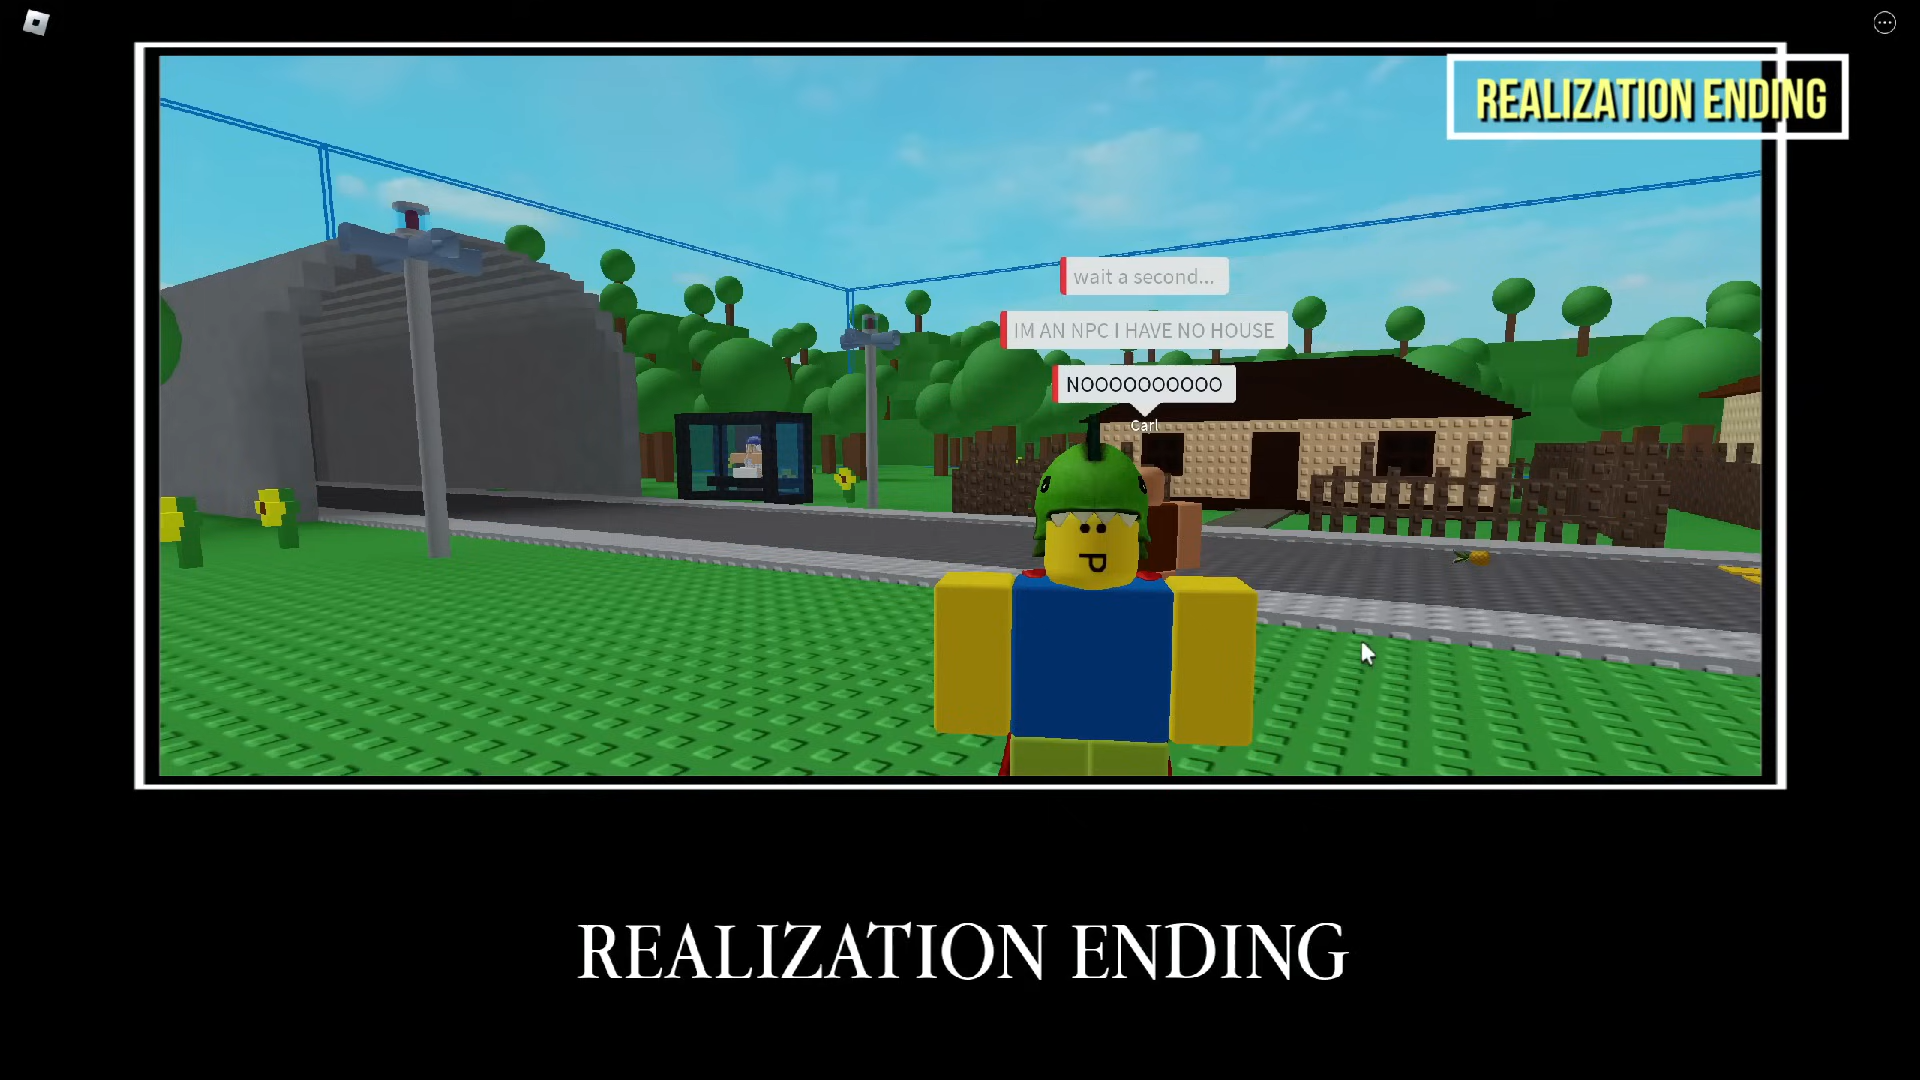 REALIZATION ENDING
wait a second...
IM AN NPC I HAVE NO HOUSE
NOOOOOOOOOO
Carl
REALIZATION ENDING